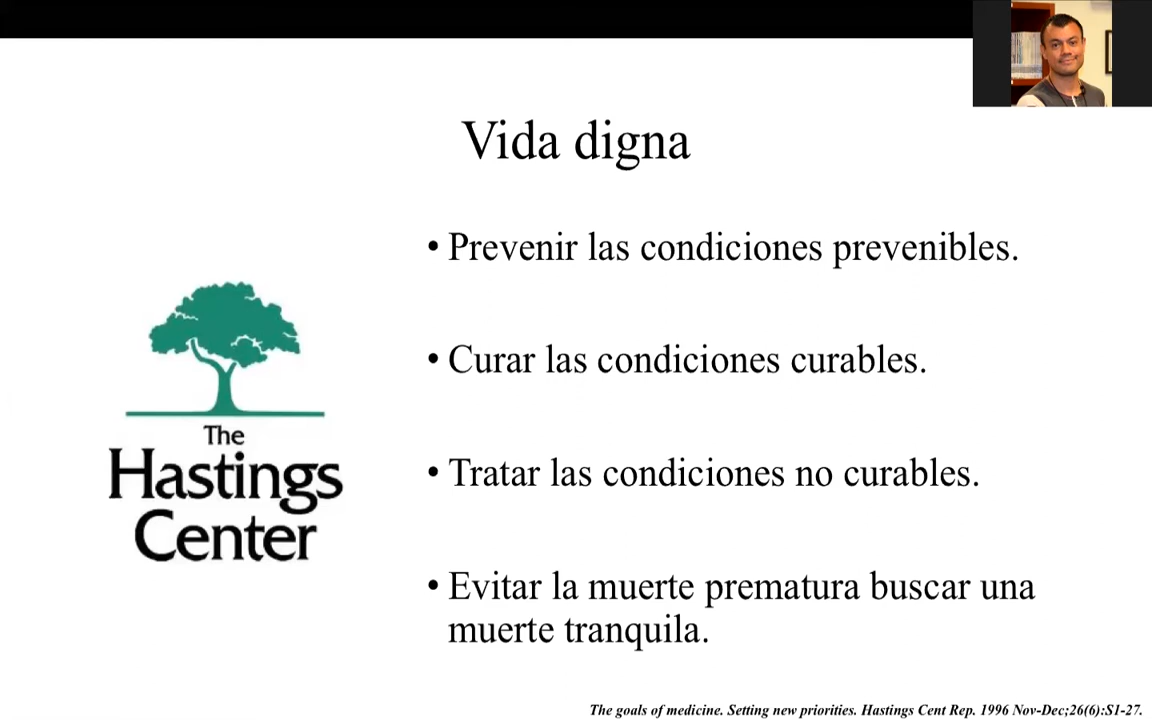 Vida digna
• Prevenir las condiciones prevenibles.
• Curar las condiciones curables.
• Tratar las condiciones no curables.
• Evitar la muerte prematura buscar una
muerte tranquila.
The
Hastings
Center
The goals of medicine. Setting new priorities. Hastings Cent Rep. 1996 Nov-Dec;26(6):S1-27.